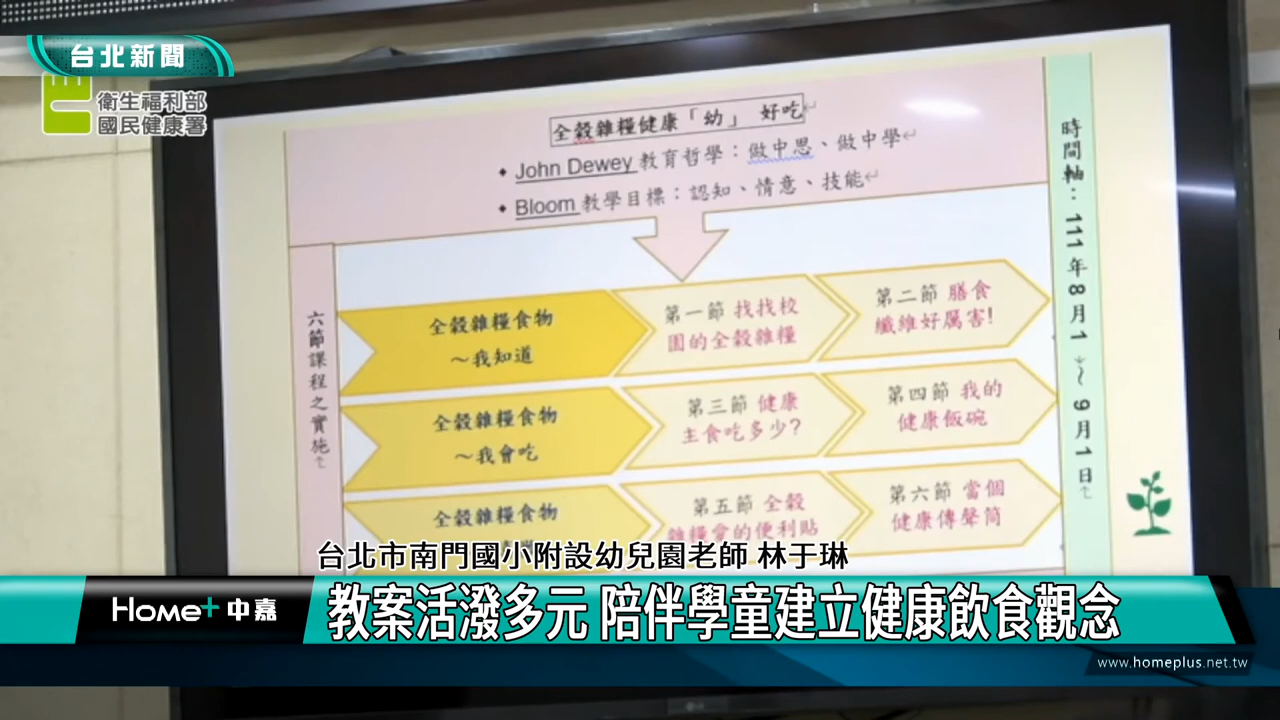 台北新聞
衛生福利部
國民健康署
全穀雜糧健康「幼」 好吃
John Dewey 教育哲學：做中思、做中學
Bloom 教學目標：認知、情意、技能
時間軸：111年8月1~9月1日
六節課程之實施
全穀雜糧食物
～我知道
第一節 找找校
園的全穀雜糧
第二節 膳食
纖維好厲害!
全穀雜糧食物
～我會吃
第三節 健康
主食吃多少?
第四節 我的
健康飯碗
全穀雜糧食物
第五節 全穀
雜糧愛的便利貼
第六節 當個
健康傳聲筒
台北市南門國小附設幼兒園老師 林于琳
Home+ 中嘉
教案活潑多元 陪伴學童建立健康飲食觀念
www.homeplus.net.tw
LG